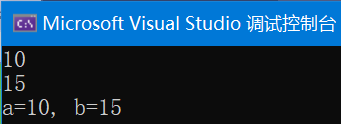 C:\ Microsoft Visual Studio 调试控制台
10
15
a=10, b=15